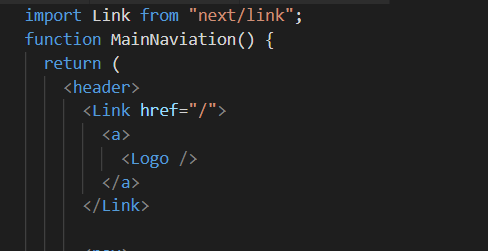 import Link from "next/link";
function MainNaviation() {
return (
<header>
<Link href="/">
<a>
<Logo />
</a>
</Link>